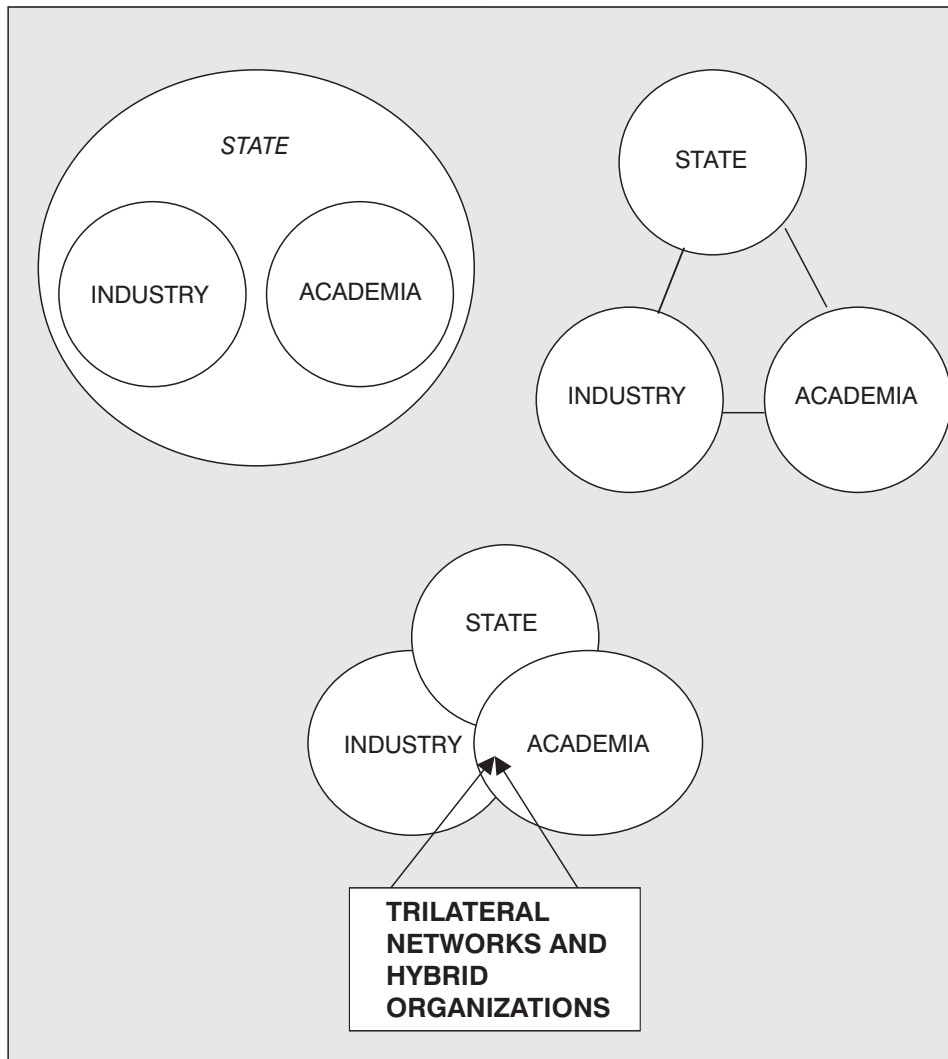 STATE
INDUSTRY
ACADEMIA
STATE
INDUSTRY
ACADEMIA
STATE
INDUSTRY
ACADEMIA
TRILATERAL
NETWORKS AND
HYBRID
ORGANIZATIONS